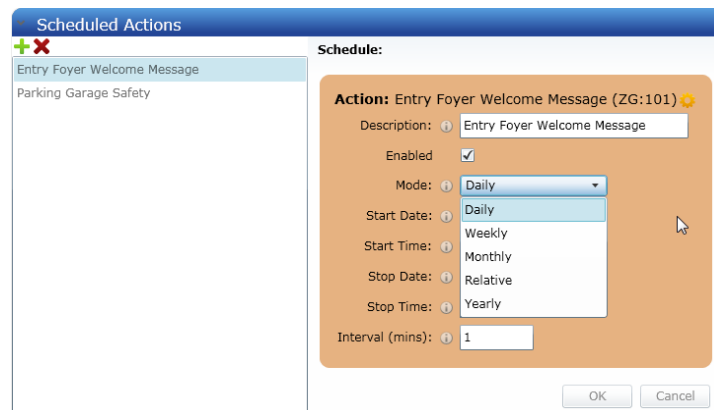 Scheduled Actions
Schedule:
Entry Foyer Welcome Message
Parking Garage Safety
Action: Entry Foyer Welcome Message (ZG:101)
Description: Entry Foyer Welcome Message
Enabled
Mode: Daily
Daily
Weekly
Monthly
Relative
Yearly
Start Date:
Start Time:
Stop Date:
Stop Time:
Interval (mins): 1
OK Cancel